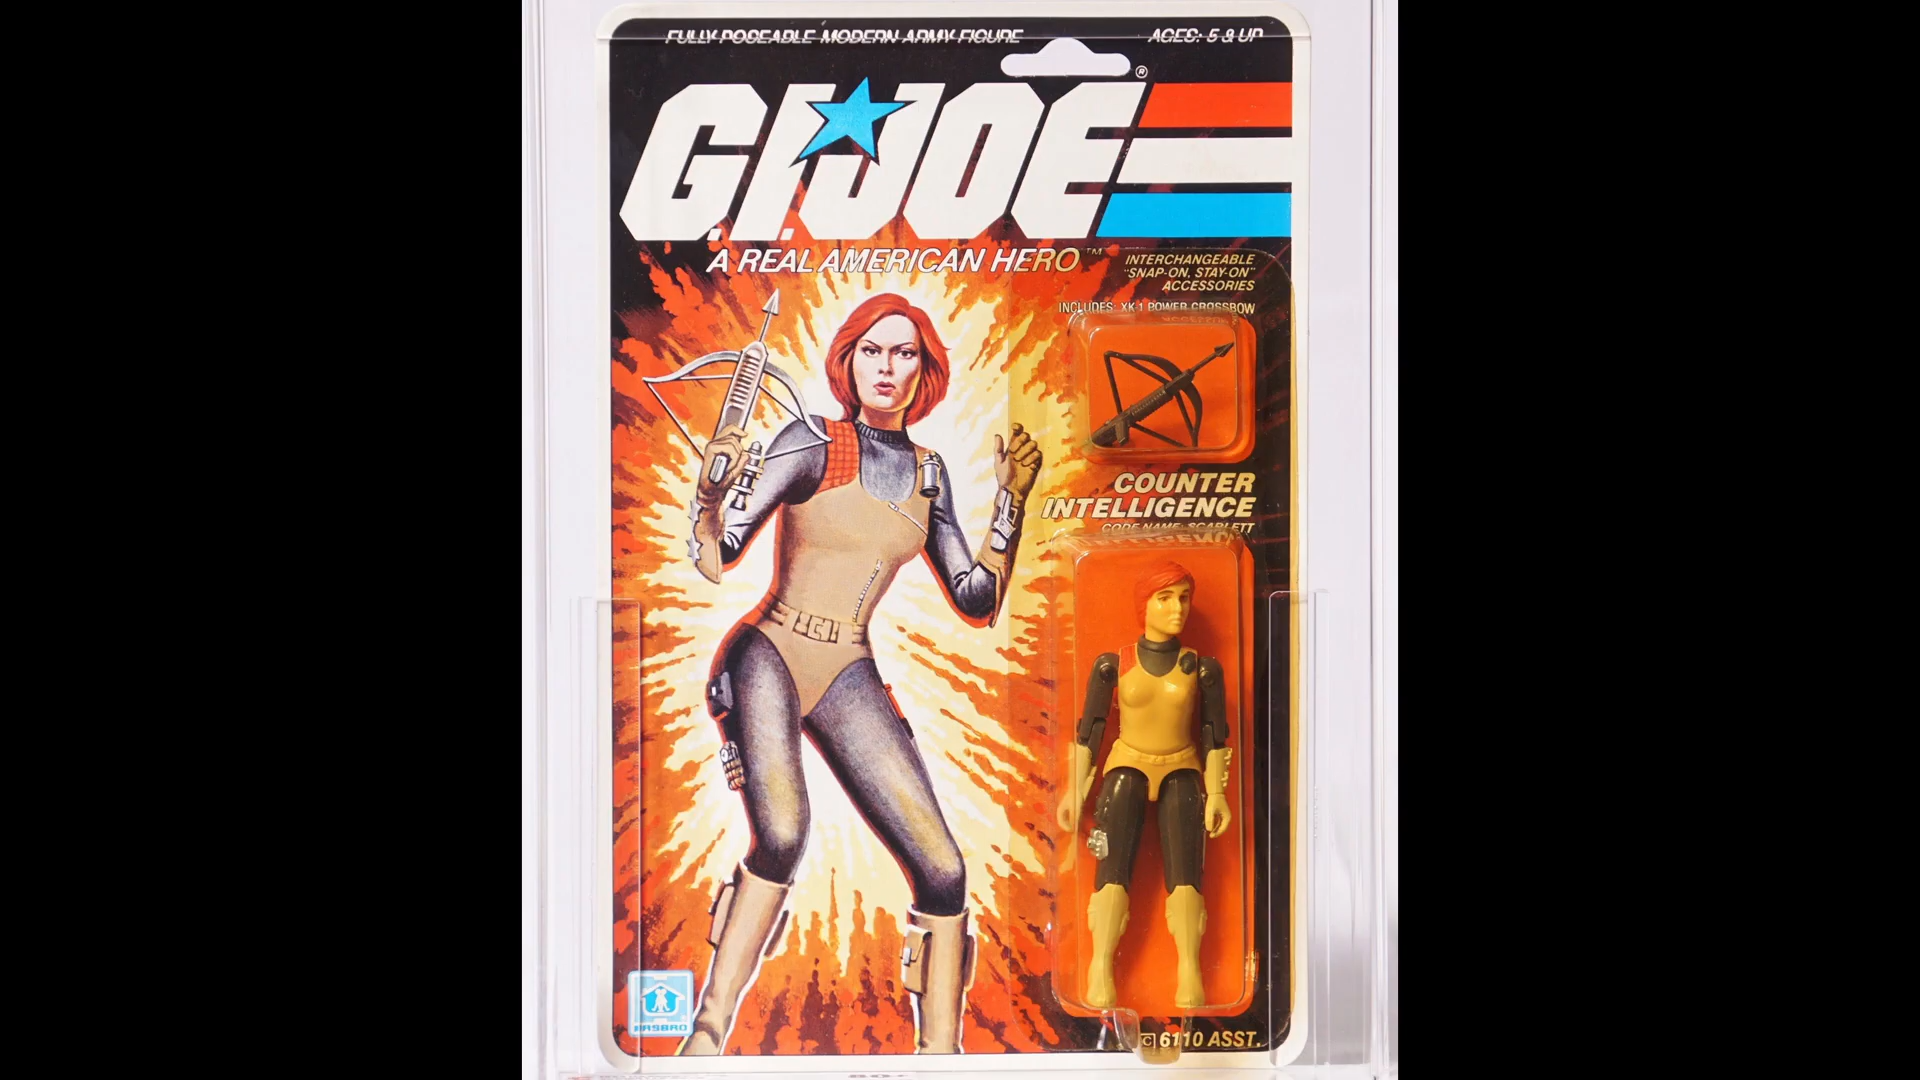 FULLY POSEABLE MODERN ARMY FIGURE
AGES: 5 & UP
G.I. JOE®
A REAL AMERICAN HERO™
INTERCHANGEABLE
"SNAP-ON, STAY-ON"
ACCESSORIES
INCLUDES: XK-1 POWER CROSSBOW
COUNTER
INTELLIGENCE
CODE NAME: SCARLETT
HASBRO
6110 ASST.